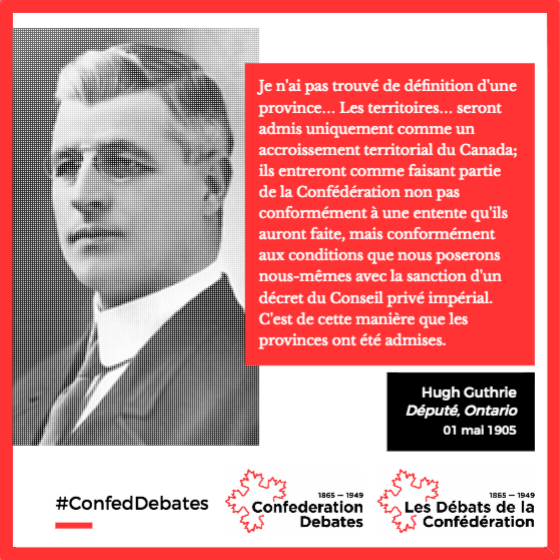 Je n'ai pas trouvé de définition d'une
province... Les territoires... seront
admis uniquement comme un
accroissement territorial du Canada;
ils entreront comme faisant partie
de la Confédération non pas
conformément à une entente qu'ils
auront faite, mais conformément
aux conditions que nous poserons
nous-mêmes avec la sanction d'un
décret du Conseil privé impérial.
C'est de cette manière que les
provinces ont été admises.
Hugh Guthrie
Député, Ontario
01 mai 1905
#ConfedDebates
1865 — 1949
Confederation
Debates
1865 — 1949
Les Débats de la
Confédération